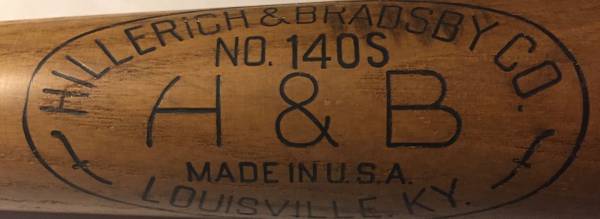 HILLERICH & BRADSBY CO.
NO. 140S
H & B
MADE IN U.S.A.
LOUISVILLE, KY.